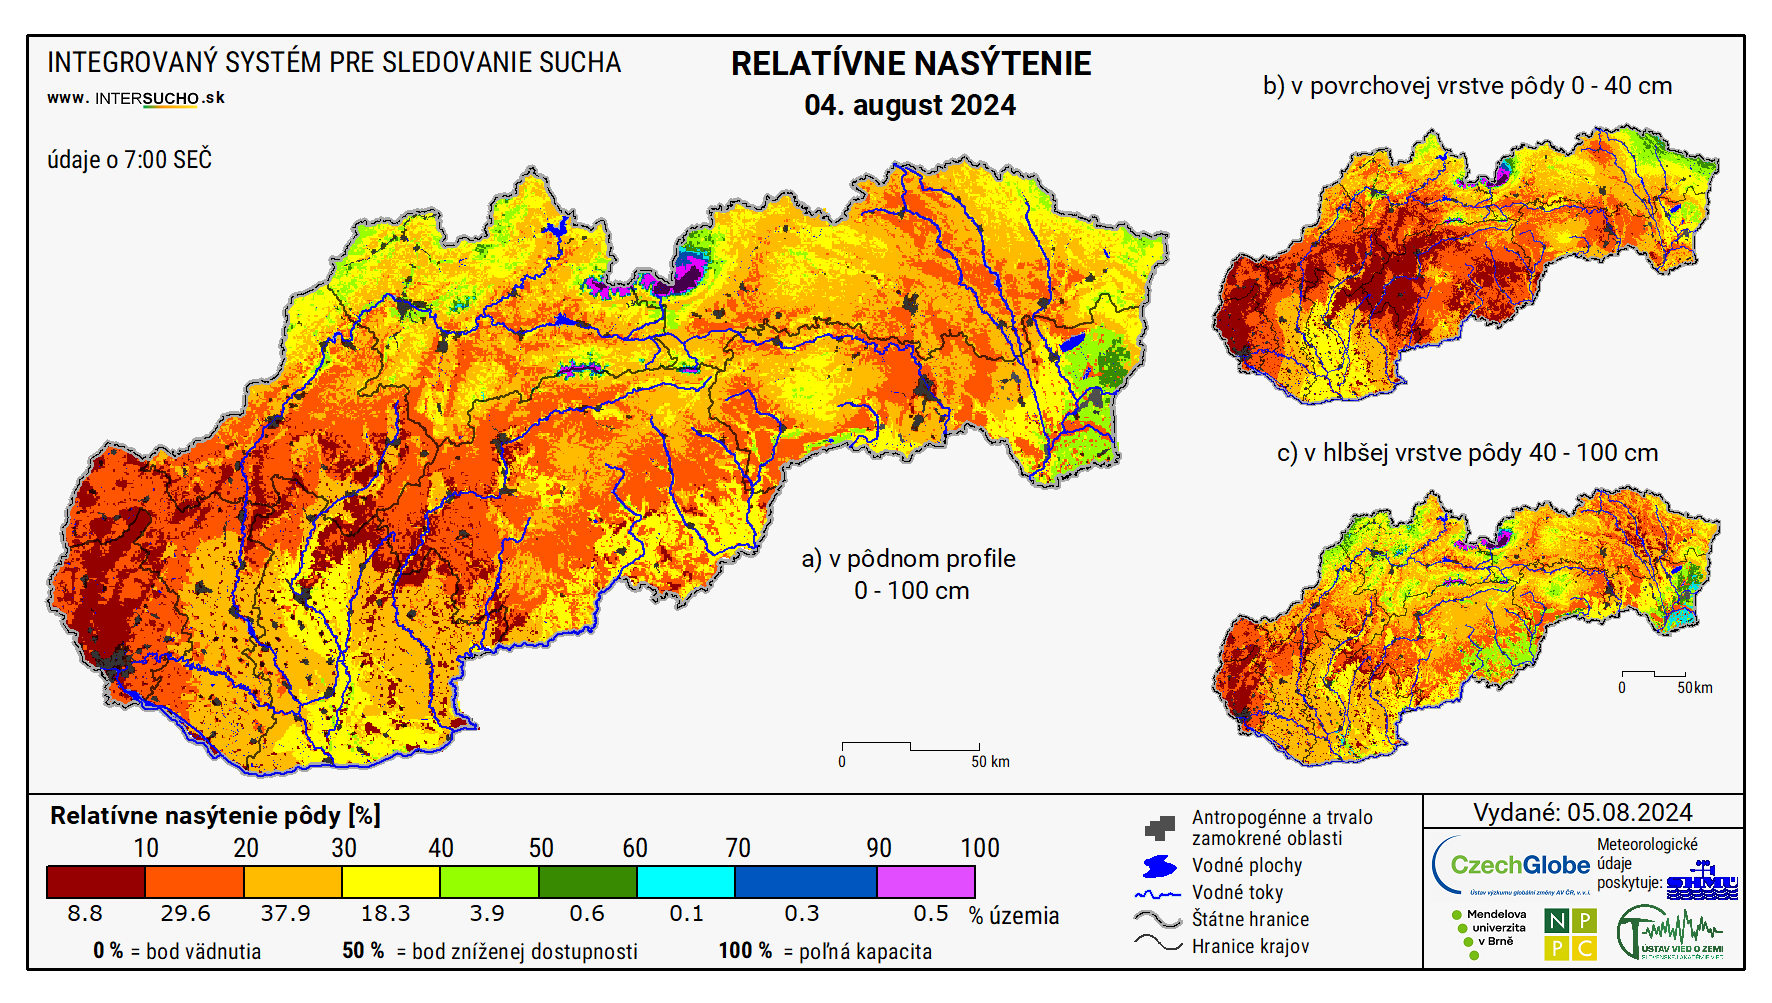 INTEGROVANÝ SYSTÉM PRE SLEDOVANIE SUCHA
www. INTERSUCHO.sk
údaje o 7:00 SEČ
RELATÍVNE NASÝTENIE
04. august 2024
b) v povrchovej vrstve pôdy 0 - 40 cm
a) v pôdnom profile
0 - 100 cm
0 50 km
c) v hlbšej vrstve pôdy 40 - 100 cm
0 50 km
Relatívne nasýtenie pôdy [%]
10 20 30 40 50 60 70 90 100
8.8 29.6 37.9 18.3 3.9 0.6 0.1 0.3 0.5 % územia
0 % = bod vädnutia 50 % = bod zníženej dostupnosti 100 % = poľná kapacita
Antropogénne a trvalo
zamokrené oblasti
Vodné plochy
Vodné toky
Štátne hranice
Hranice krajov
Vydané: 05.08.2024
CzechGlobe
Ústav výzkumu globální změny AV ČR, v.v.i.
Meteorologické
údaje
poskytuje:
SHMÚ
Mendelova
univerzita
v Brně
N P
P C
ÚSTAV VIED O ZEMI
SLOVENSKEJ AKADÉMIE VIED